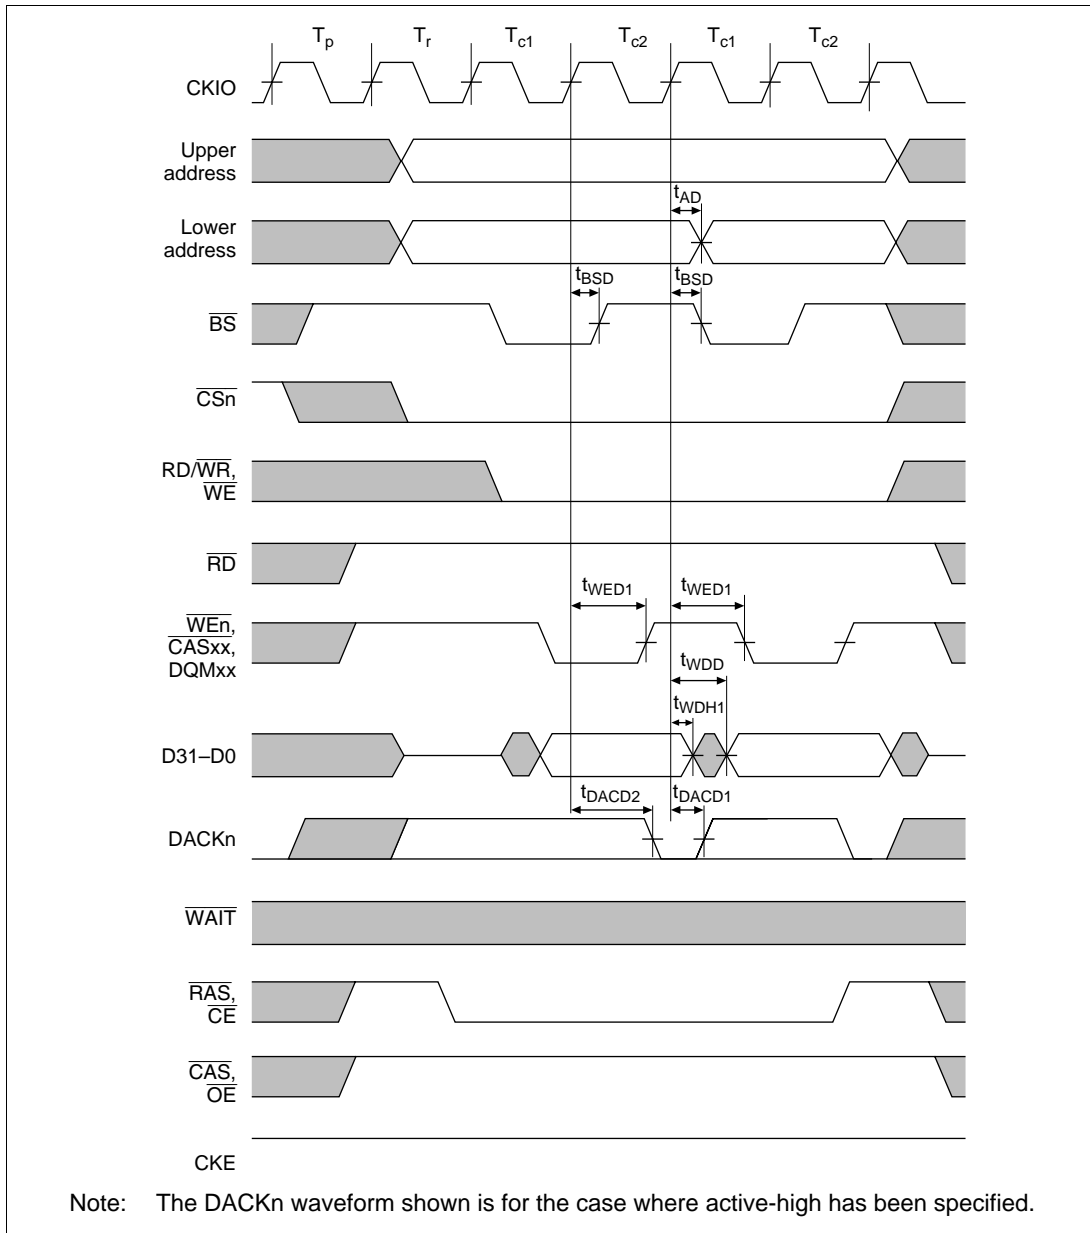 Tp Tr Tc1 Tc2 Tc1 Tc2
CKIO
Upper
address
tAD
Lower
address
tBSD tBSD
BS
CSn
RD/WR,
WE
RD
tWED1 tWED1
WEn,
CASxx,
DQMxx
tWDD
tWDH1
D31–D0
tDACD2 tDACD1
DACKn
WAIT
RAS,
CE
CAS,
OE
CKE
Note: The DACKn waveform shown is for the case where active-high has been specified.